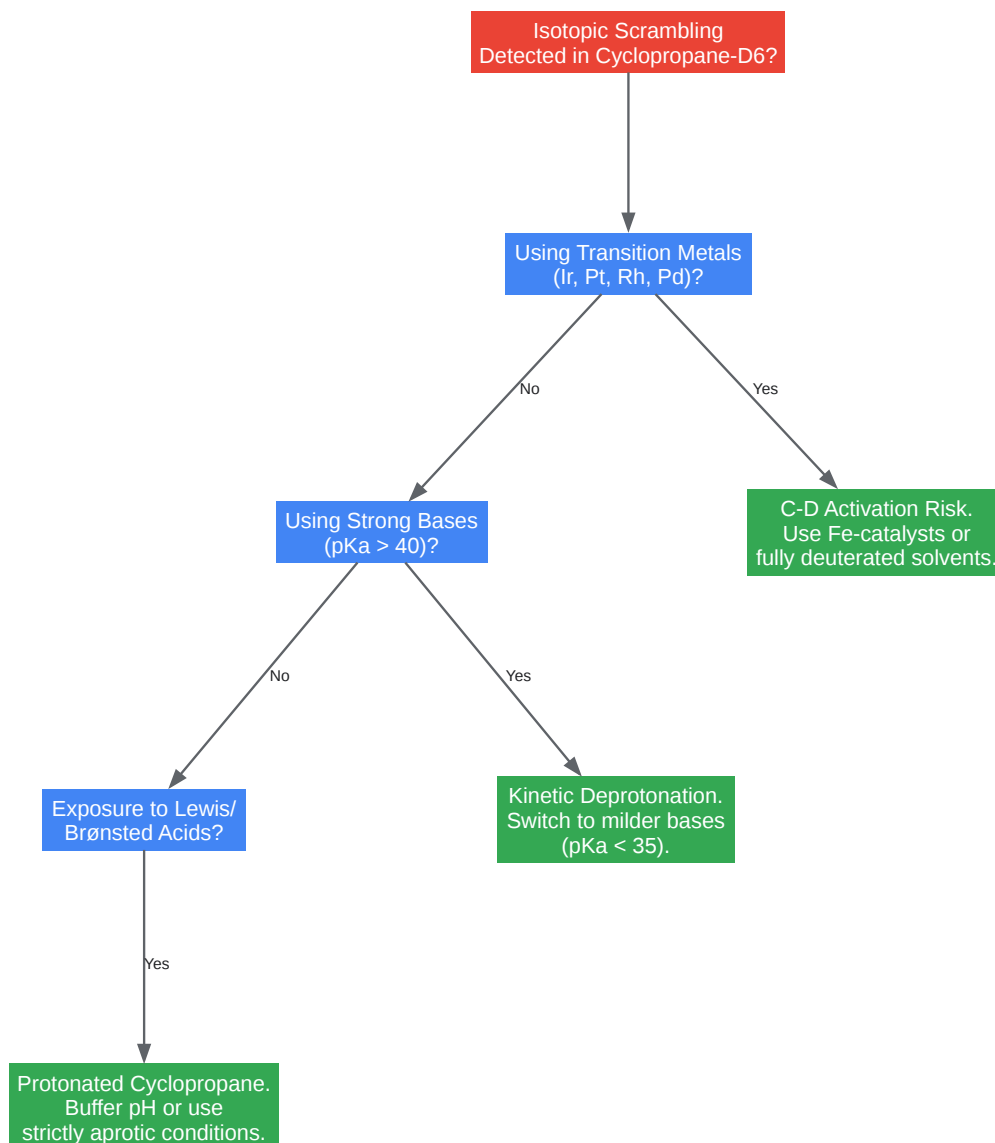 Isotopic Scrambling
Detected in Cyclopropane-D6?
Using Transition Metals
(Ir, Pt, Rh, Pd)?
No
Yes
Using Strong Bases
(pKa > 40)?
C-D Activation Risk.
Use Fe-catalysts or
fully deuterated solvents.
No
Yes
Exposure to Lewis/
Brønsted Acids?
Kinetic Deprotonation.
Switch to milder bases
(pKa < 35).
Yes
Protonated Cyclopropane.
Buffer pH or use
strictly aprotic conditions.